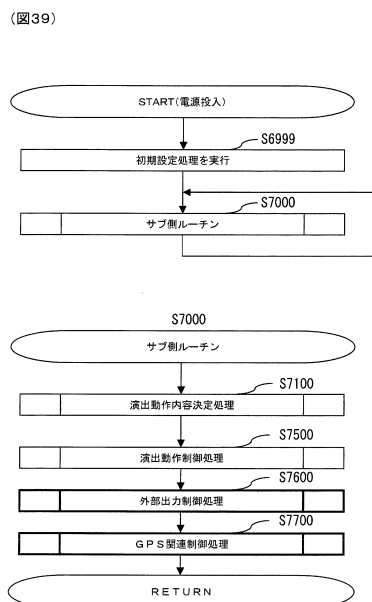 (図39)
START(電源投入)
S6999
初期設定処理を実行
S7000
サブ側ルーチン
S7000
サブ側ルーチン
S7100
演出動作内容決定処理
S7500
演出動作制御処理
S7600
外部出力制御処理
S7700
GPS関連制御処理
RETURN